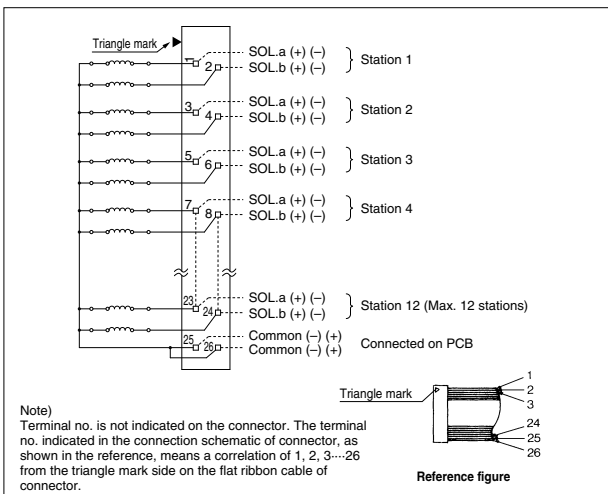 Triangle mark
1
2
SOL.a (+) (–)
SOL.b (+) (–)
Station 1
3
4
SOL.a (+) (–)
SOL.b (+) (–)
Station 2
5
6
SOL.a (+) (–)
SOL.b (+) (–)
Station 3
7
8
SOL.a (+) (–)
SOL.b (+) (–)
Station 4
23
24
SOL.a (+) (–)
SOL.b (+) (–)
Station 12 (Max. 12 stations)
25
26
Common (–) (+)
Common (–) (+)
Connected on PCB
Note)
Terminal no. is not indicated on the connector. The terminal
no. indicated in the connection schematic of connector, as
shown in the reference, means a correlation of 1, 2, 3····26
from the triangle mark side on the flat ribbon cable of
connector.
Triangle mark
1
2
3
24
25
26
Reference figure